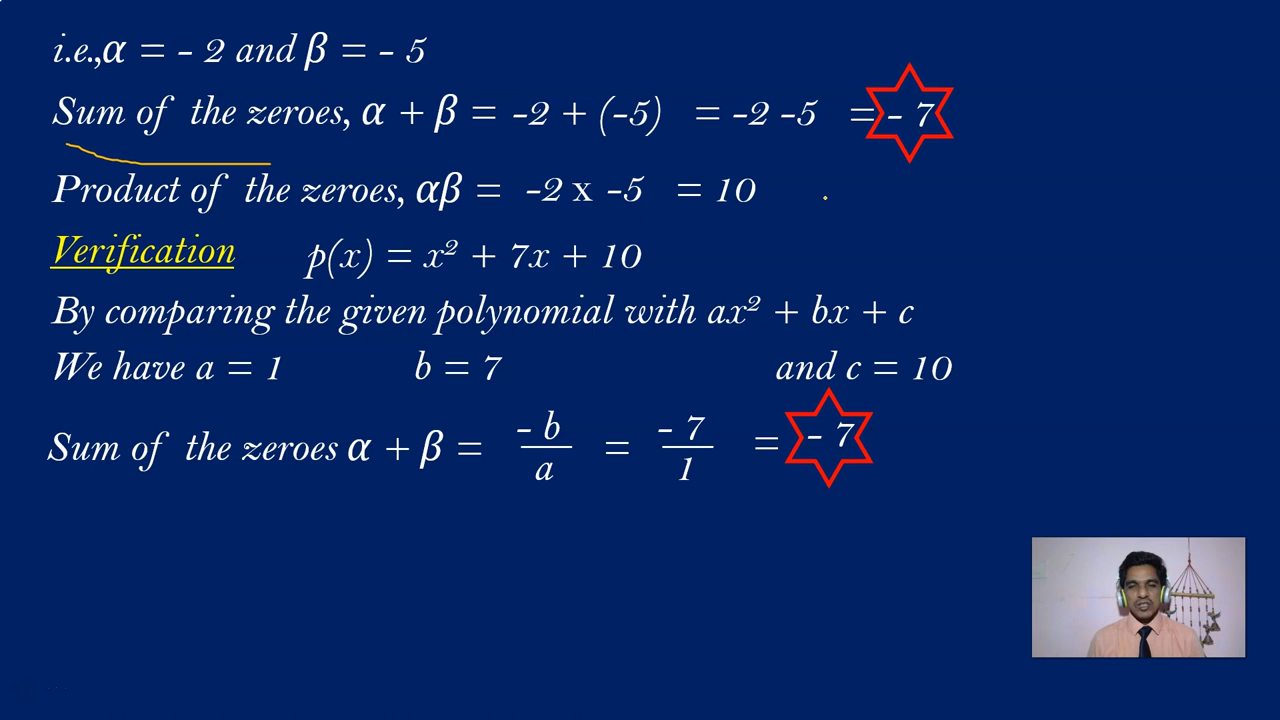 i.e.,α = - 2 and β = - 5
Sum of the zeroes, α + β = -2 + (-5) = -2 -5 = - 7
Product of the zeroes, αβ = -2 x -5 = 10
Verification p(x) = x² + 7x + 10
By comparing the given polynomial with ax² + bx + c
We have a = 1 b = 7 and c = 10
Sum of the zeroes α + β = - b / a = - 7 / 1 = - 7